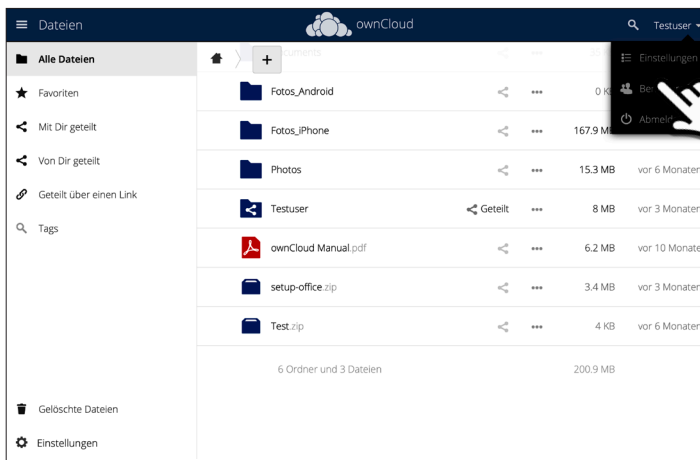 Dateien
ownCloud
Testuser
Alle Dateien
Favoriten
Mit Dir geteilt
Von Dir geteilt
Geteilt über einen Link
Tags
Gelöschte Dateien
Einstellungen
+
Einstellungen
Fotos_Android
Fotos_iPhone 167.9
Photos 15.3 MB vor 6 Monaten
Testuser Geteilt 8 MB vor 3 Monaten
ownCloud Manual.pdf 6.2 MB vor 10 Monate
setup-office.zip 3.4 MB vor 3 Monaten
Test.zip 4 KB vor 6 Monaten
6 Ordner und 3 Dateien 200.9 MB